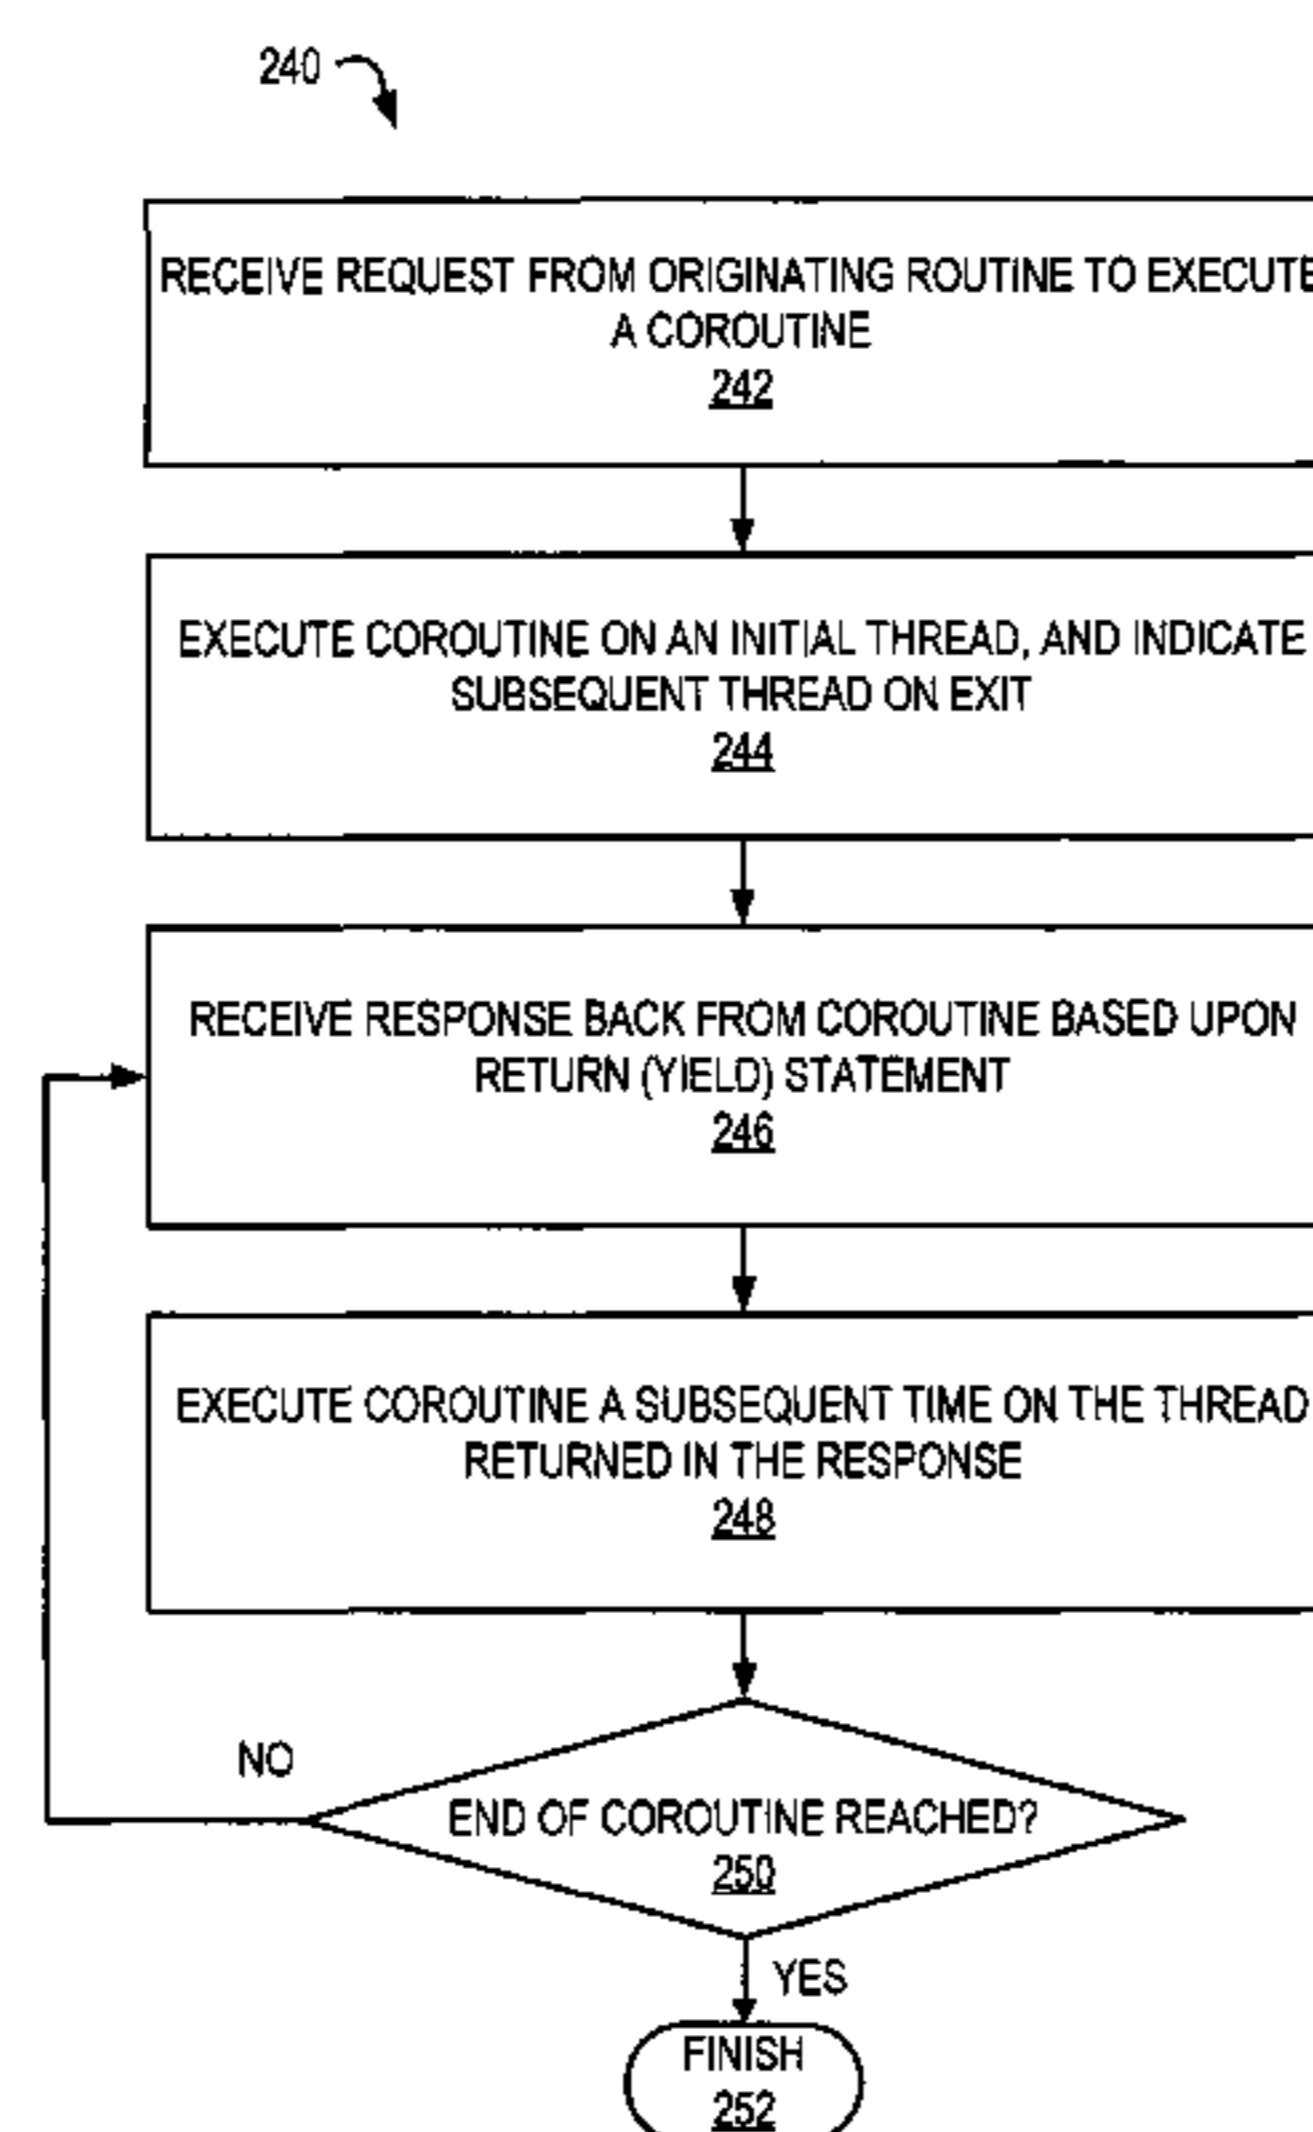 240
RECEIVE REQUEST FROM ORIGINATING ROUTINE TO EXECUTE
A COROUTINE
242
EXECUTE COROUTINE ON AN INITIAL THREAD, AND INDICATE
SUBSEQUENT THREAD ON EXIT
244
RECEIVE RESPONSE BACK FROM COROUTINE BASED UPON
RETURN (YIELD) STATEMENT
246
EXECUTE COROUTINE A SUBSEQUENT TIME ON THE THREAD
RETURNED IN THE RESPONSE
248
NO
END OF COROUTINE REACHED?
250
YES
FINISH
252